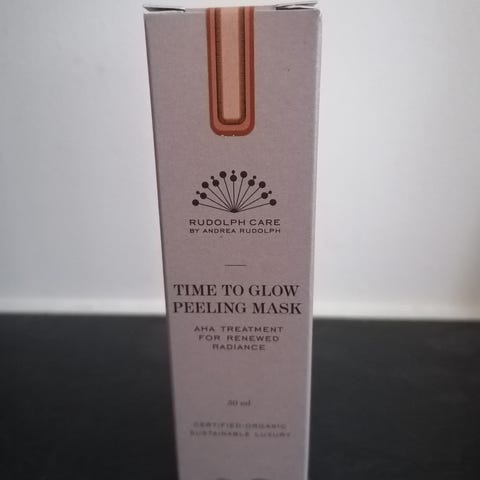 RUDOLPH CARE
BY ANDREA RUDOLPH
TIME TO GLOW
PEELING MASK
AHA TREATMENT
FOR RENEWED
RADIANCE
50 ml
CERTIFIED ORGANIC
SUSTAINABLE LUXURY